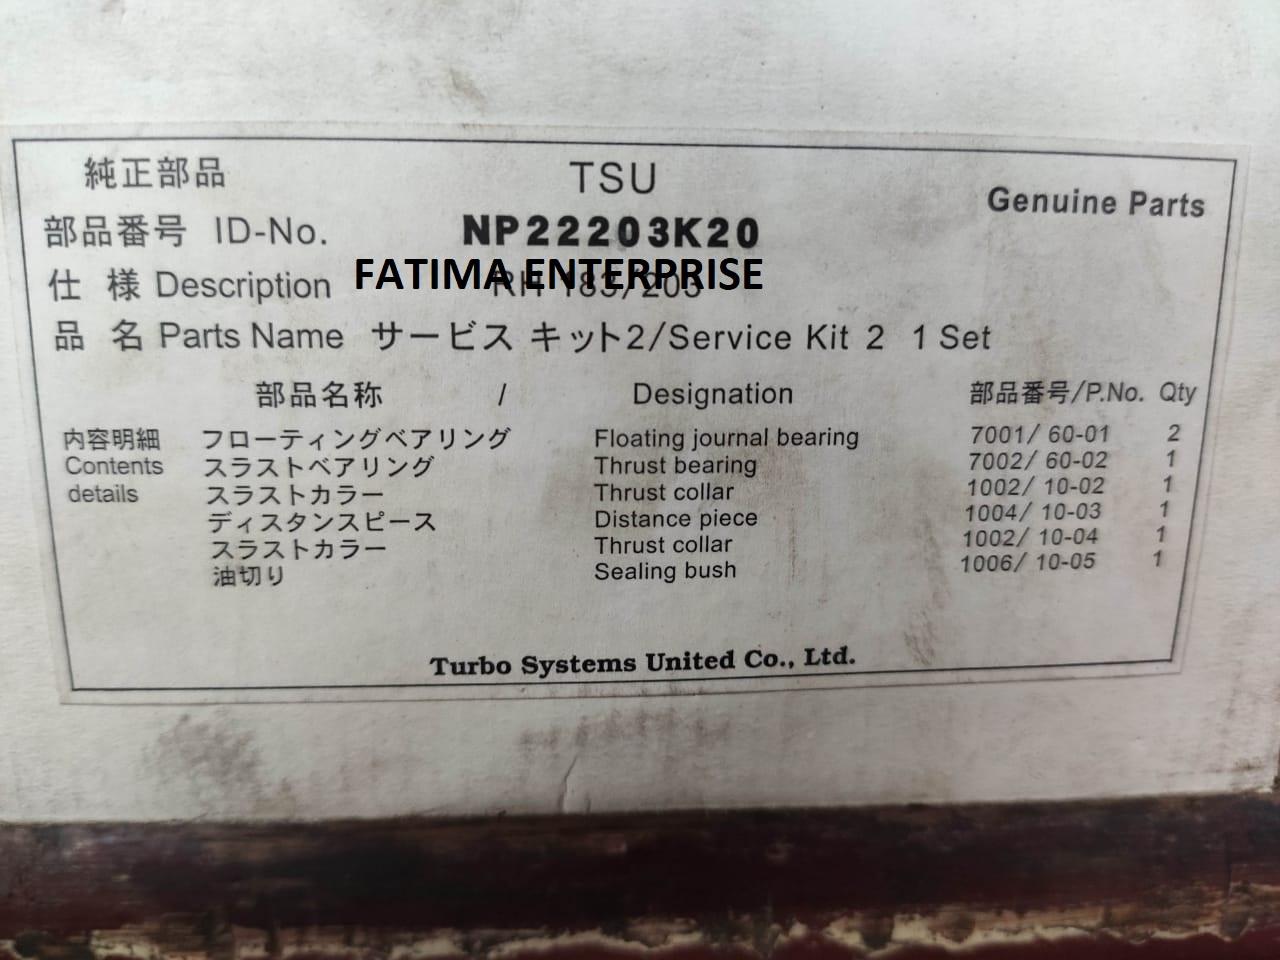 純正部品 TSU Genuine Parts
部品番号 ID-No. NP22203K20
仕 様 Description RH 183/203
FATIMA ENTERPRISE
品 名 Parts Name サービス キット2/Service Kit 2 1 Set
部品名称 / Designation 部品番号/P.No. Qty
内容明細 フローティングベアリング Floating journal bearing 7001/ 60-01 2
Contents スラストベアリング Thrust bearing 7002/ 60-02 1
details スラストカラー Thrust collar 1002/ 10-02 1
ディスタンスピース Distance piece 1004/ 10-03 1
スラストカラー Thrust collar 1002/ 10-04 1
油切り Sealing bush 1006/ 10-05 1
Turbo Systems United Co., Ltd.